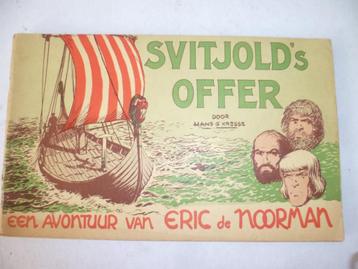 SVITJOLD's
OFFER
DOOR
HANS G KRESSE
EEN AVONTUUR VAN ERIC de NOORMAN